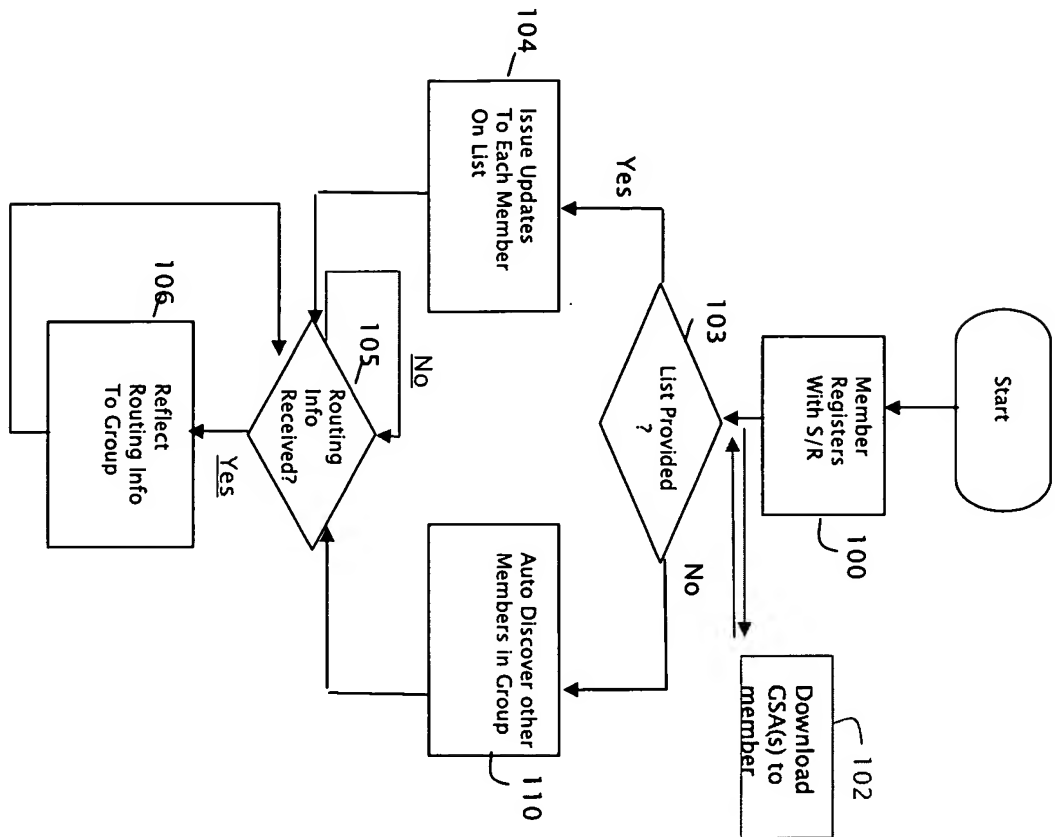 Start
Member
Registers
With S/R
100
Download
GSA(s) to
member
102
103
List Provided
?
Yes
No
104
Issue Updates
To Each Member
On List
Auto Discover other
Members in Group
110
105
No
Routing
Info
Received?
Yes
106
Reflect
Routing Info
To Group